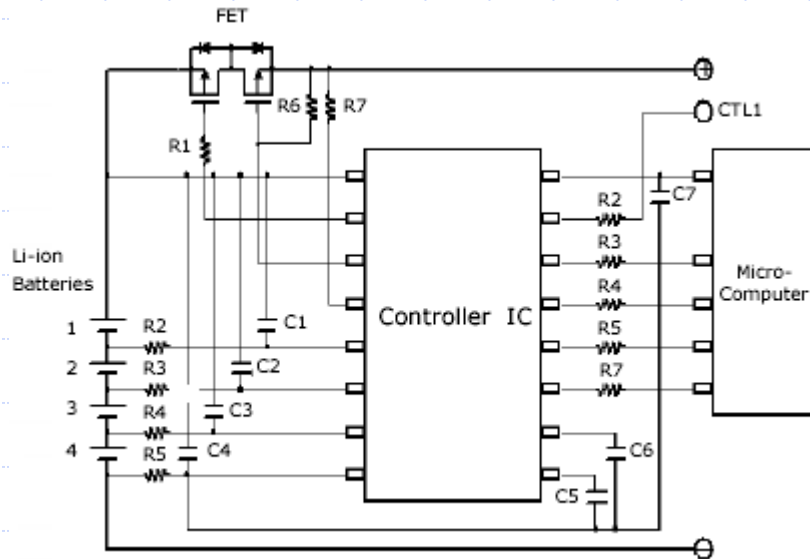 FET
CTL1
R6
R7
R1
C7
R2
R3
R4
R5
R7
Li-ion
Batteries
Controller IC
Micro-
Computer
1
R2
C1
2
R3
C2
3
R4
C3
4
R5
C4
C6
C5